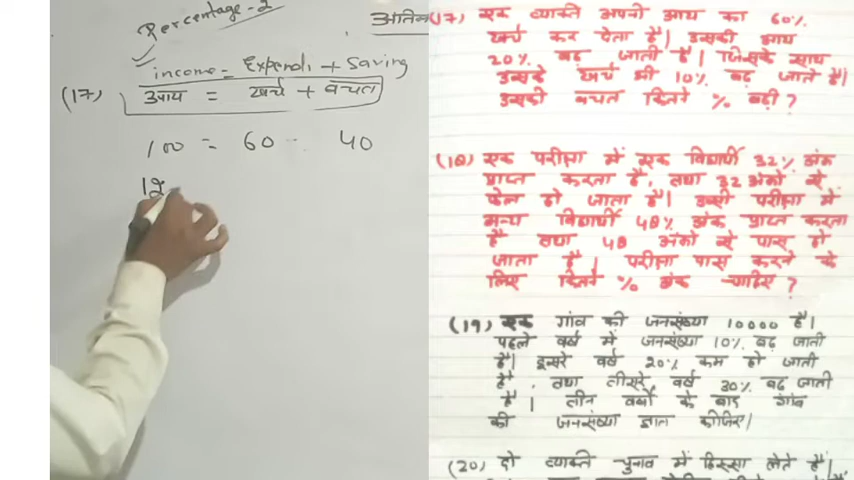 Percentage-2
income = Expendi + Saving
(17) आय = खर्च + बचत
100 = 60 40
12
(17) एक व्यक्ति अपनी आय का 60%
खर्च कर देता है। उसकी आय
20% बढ़ जाती है। जिसके साथ
उसके खर्च भी 10% बढ़ जाते है।
उसकी बचत कितने % बढ़ी ?
(18) एक परीक्षा में एक विद्यार्थी 32% अंक
प्राप्त करता है, तथा 32 अंको से
फेल हो जाता है। उसी परीक्षा में
अन्य विद्यार्थी 48% अंक प्राप्त करता
है तथा 48 अंको से पास हो
जाता है। परीक्षा पास करने के
लिए कितने % अंक चाहिए ?
(19) एक गांव की जनसंख्या 10000 है।
पहले वर्ष में जनसंख्या 10% बढ़ जाती
है। दूसरे वर्ष 20% कम हो जाती
है, तथा तीसरे वर्ष 30% बढ़ जाती
है। तीन वर्षो के बाद गांव
की जनसंख्या ज्ञात कीजिए।
(20) दो व्यक्ति चुनाव में हिस्सा लेते हैं।